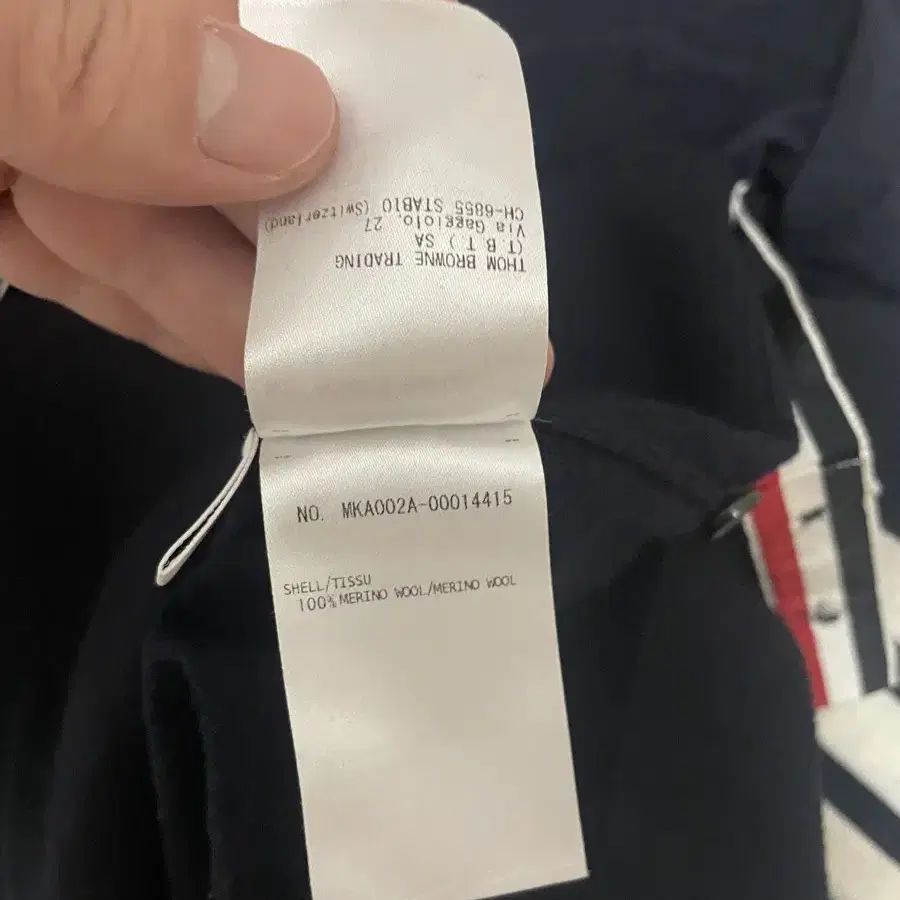 THOM BROWNE TRADING
(T B T) SA
Via Gaggiolo, 27
CH-6855 STABIO (Switzerland)
NO. MKA002A-00014415
SHELL/TISSU
100% MERINO WOOL/MERINO WOOL